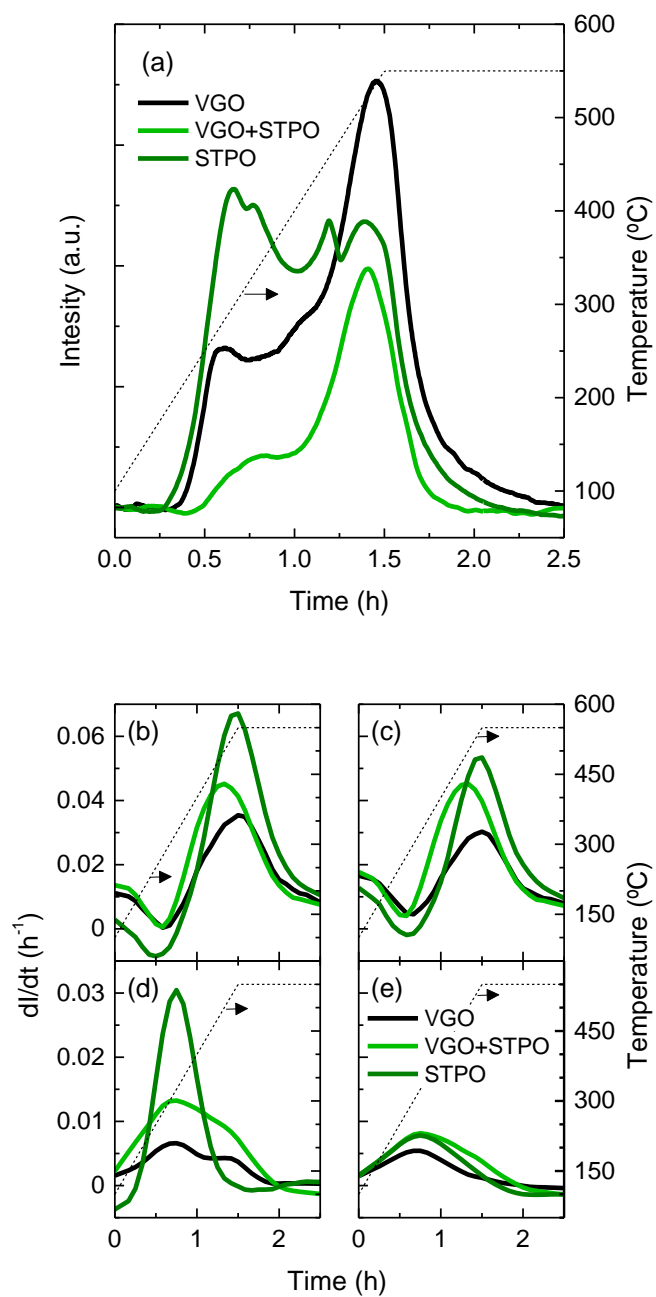 (a)
VGO
VGO+STPO
STPO
Intesity (a.u.)
600
500
400
300
200
100
Temperature (ºC)
0.0 0.5 1.0 1.5 2.0 2.5
Time (h)
(b) (c)
0.06
0.04
0.02
0
600
450
300
150
(d) (e)
VGO
VGO+STPO
STPO
0.03
0.02
0.01
0
450
300
150
dI/dt (h⁻¹)
Temperature (ºC)
0 1 2 0 1 2
Time (h) Time (h)